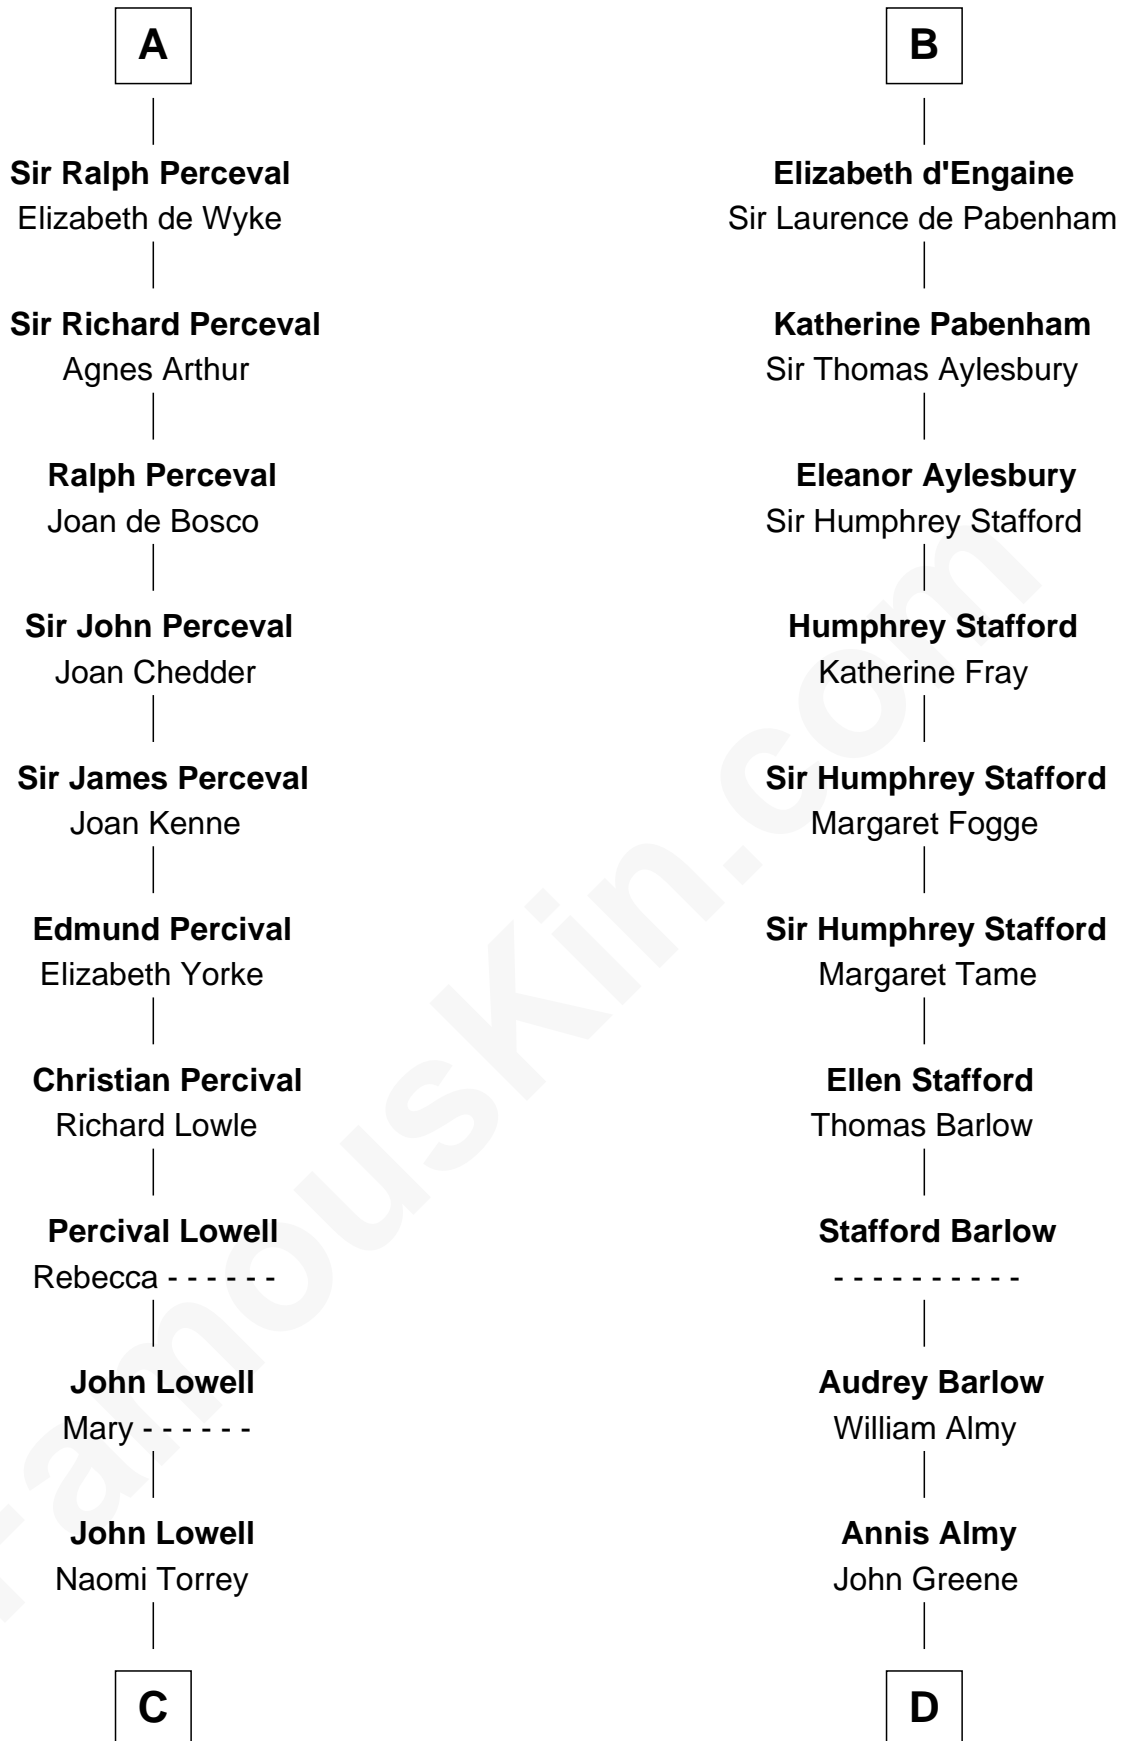 A
Sir Ralph Perceval
Elizabeth de Wyke
Sir Richard Perceval
Agnes Arthur
Ralph Perceval
Joan de Bosco
Sir John Perceval
Joan Chedder
Sir James Perceval
Joan Kenne
Edmund Percival
Elizabeth Yorke
Christian Percival
Richard Lowle
Percival Lowell
Rebecca - - - - - -
John Lowell
Mary - - - - - -
John Lowell
Naomi Torrey
C
B
Elizabeth d'Engaine
Sir Laurence de Pabenham
Katherine Pabenham
Sir Thomas Aylesbury
Eleanor Aylesbury
Sir Humphrey Stafford
Humphrey Stafford
Katherine Fray
Sir Humphrey Stafford
Margaret Fogge
Sir Humphrey Stafford
Margaret Tame
Ellen Stafford
Thomas Barlow
Stafford Barlow
- - - - - - - - - -
Audrey Barlow
William Almy
Annis Almy
John Greene
D
FamousKin.com